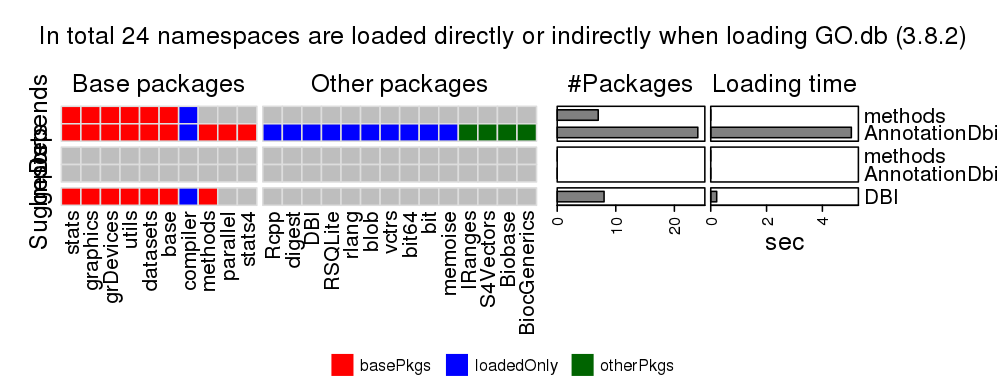 In total 24 namespaces are loaded directly or indirectly when loading GO.db (3.8.2)
Base packages Other packages #Packages Loading time
Depends
Imports
Suggests
methods
AnnotationDbi
methods
AnnotationDbi
DBI
stats
graphics
grDevices
utils
datasets
base
compiler
methods
parallel
stats4
Rcpp
digest
DBI
RSQLite
rlang
blob
vctrs
bit64
bit
memoise
IRanges
S4Vectors
Biobase
BiocGenerics
0 10 20
0 2 4
sec
basePkgs loadedOnly otherPkgs